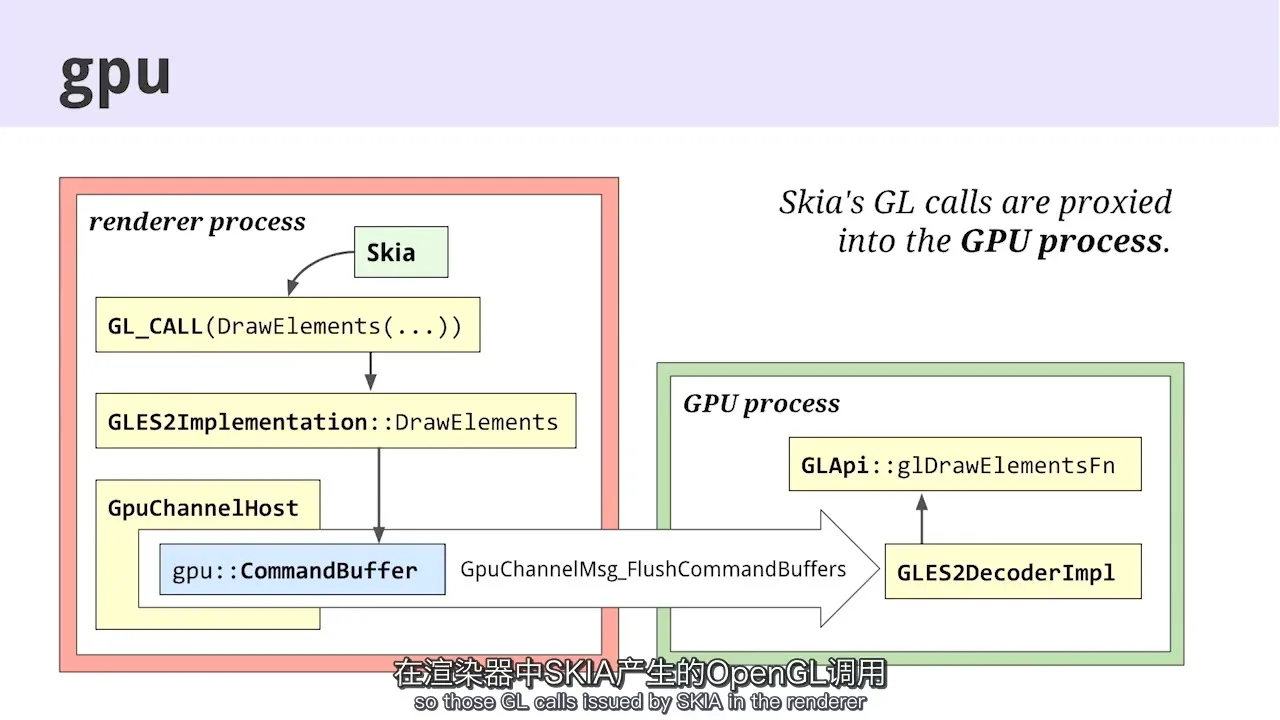 gpu
Skia's GL calls are proxied
into the GPU process.
renderer process
Skia
GL_CALL(DrawElements(...))
GLES2Implementation::DrawElements
GpuChannelHost
gpu::CommandBuffer
GpuChannelMsg_FlushCommandBuffers
GPU process
GLApi::glDrawElementsFn
GLES2DecoderImpl
在渲染器中SKIA产生的OpenGL调用
so those GL calls issued by SKIA in the renderer